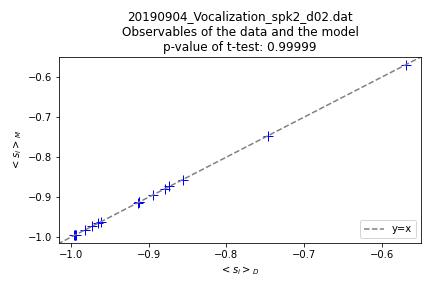 20190904_Vocalization_spk2_d02.dat
Observables of the data and the model
p-value of t-test: 0.99999
−0.6
−0.7
−0.8
−0.9
−1.0
< s_i >_M
y=x
−1.0
−0.9
−0.8
−0.7
−0.6
< s_i >_D